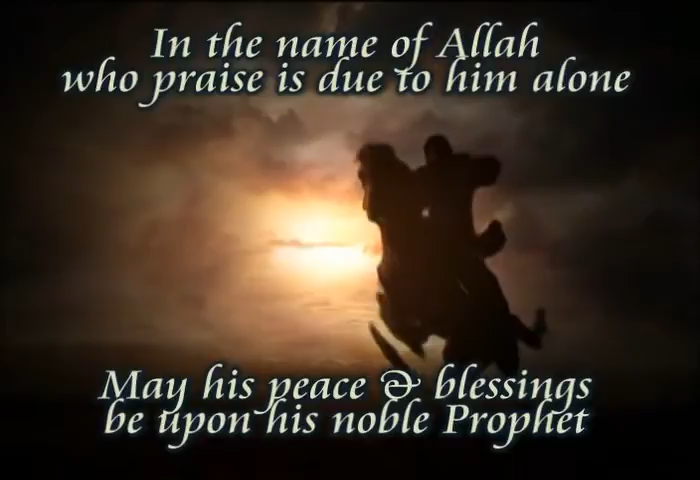 In the name of Allah
who praise is due to him alone
May his peace & blessings
be upon his noble Prophet